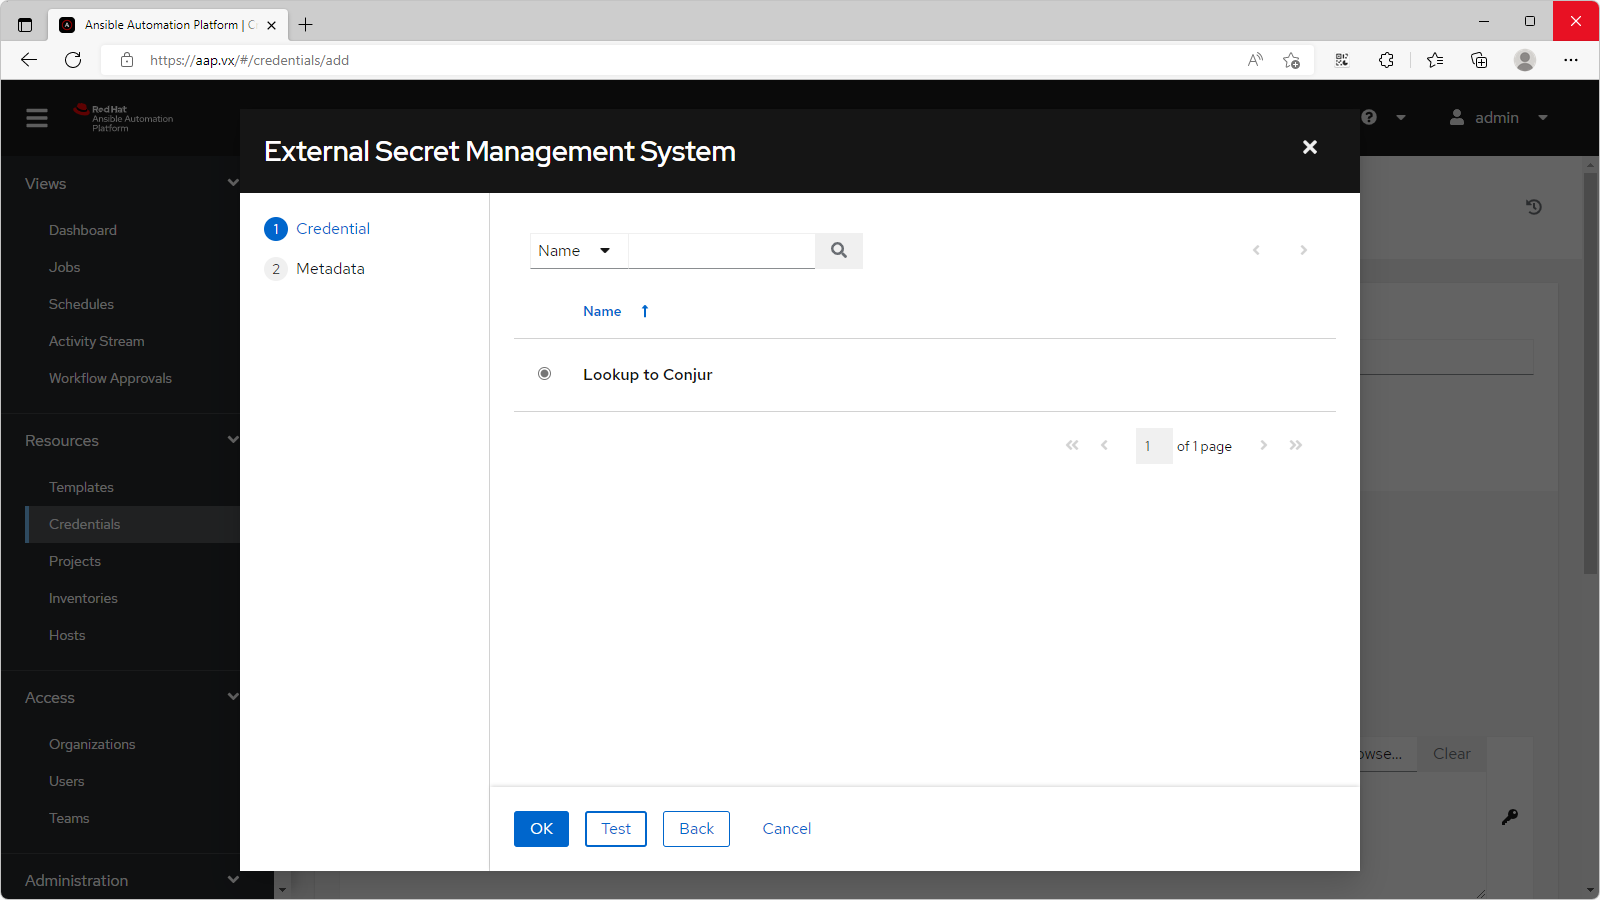 Ansible Automation Platform | C
https://aap.vx/#/credentials/add
Red Hat
Ansible Automation
Platform
admin
External Secret Management System
Views
Dashboard
Jobs
Schedules
Activity Stream
Workflow Approvals
Resources
Templates
Credentials
Projects
Inventories
Hosts
Access
Organizations
Users
Teams
Administration
1 Credential
2 Metadata
Name
Name
Lookup to Conjur
1 of 1 page
owse...
Clear
OK
Test
Back
Cancel